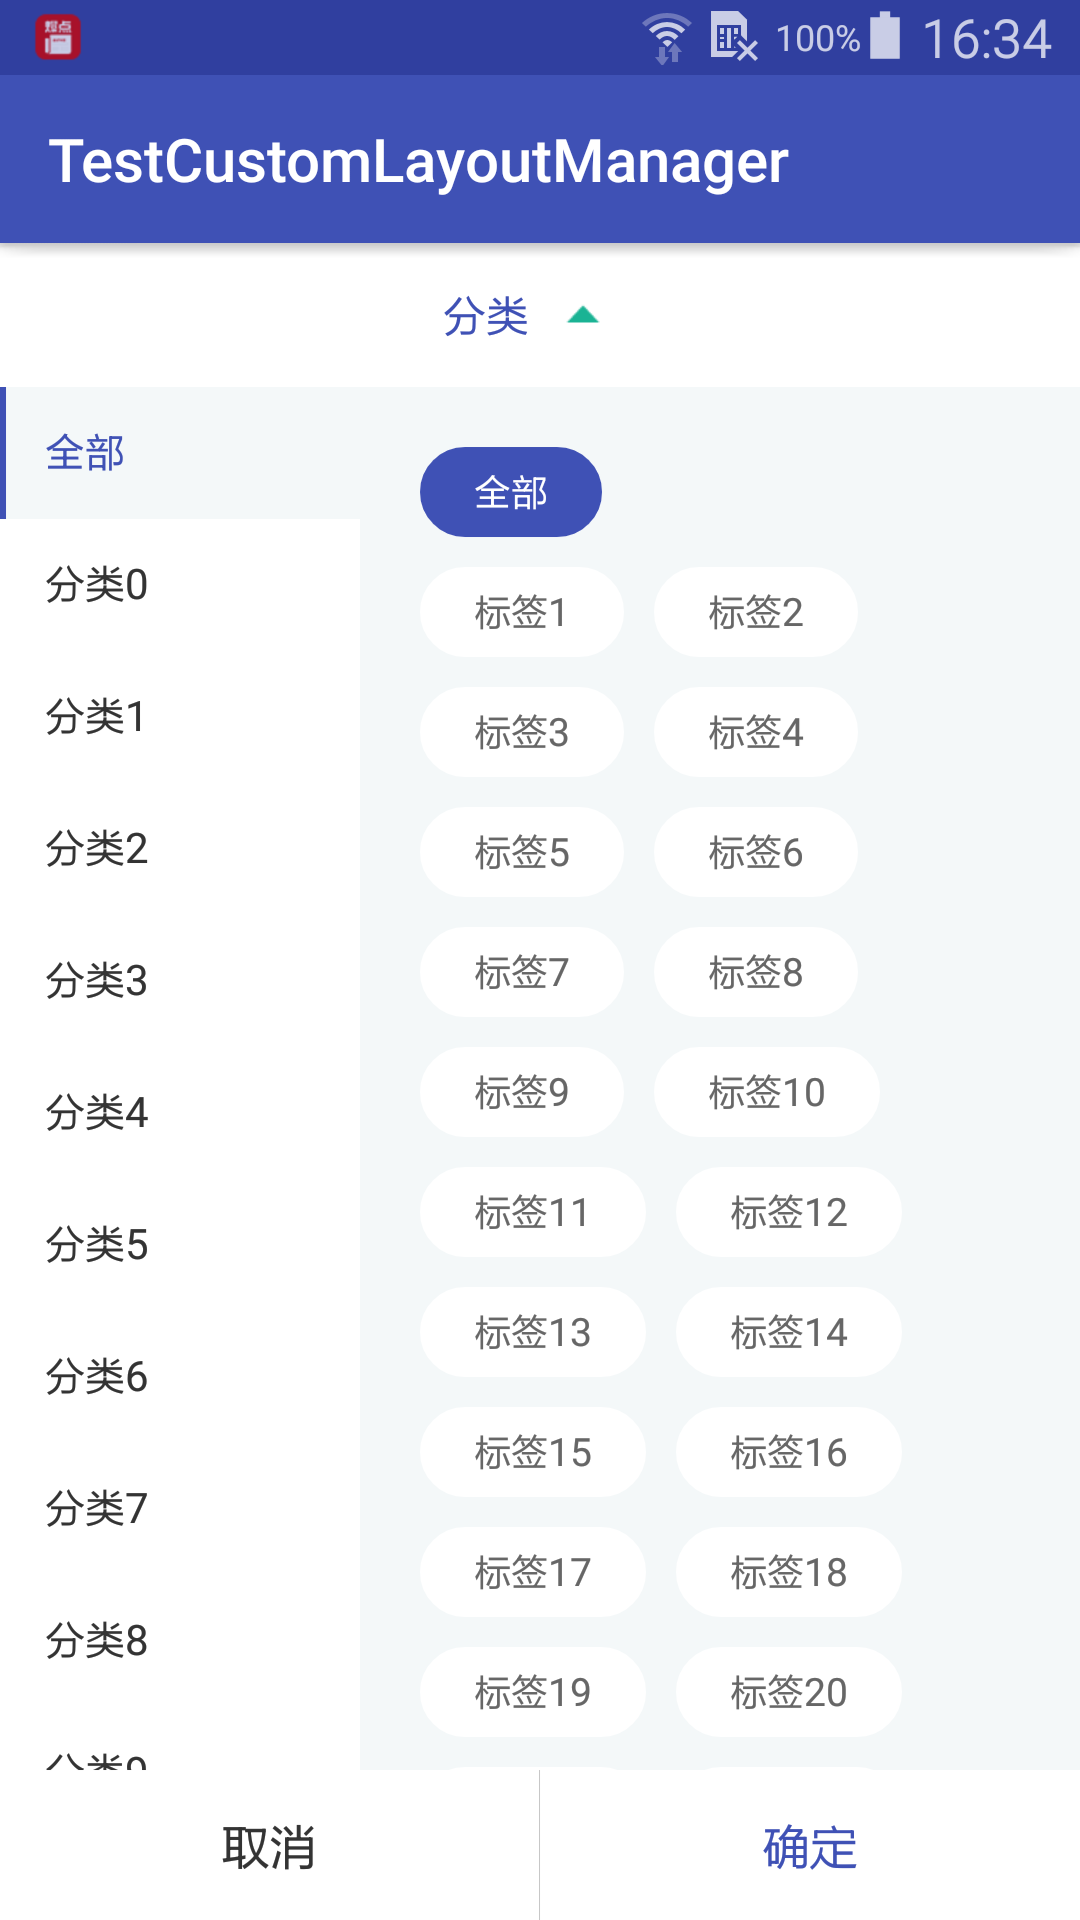 100% 16:34
TestCustomLayoutManager
分类
全部
分类0
分类1
分类2
分类3
分类4
分类5
分类6
分类7
分类8
分类9
全部
标签1 标签2
标签3 标签4
标签5 标签6
标签7 标签8
标签9 标签10
标签11 标签12
标签13 标签14
标签15 标签16
标签17 标签18
标签19 标签20
取消 确定